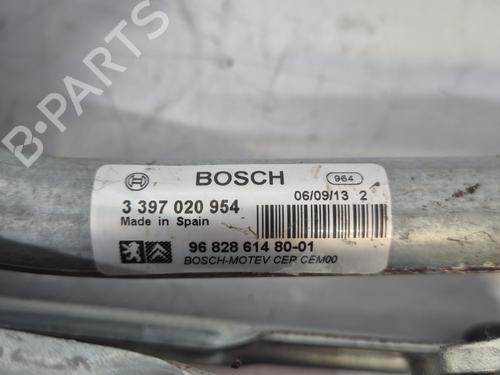 B-PARTS
BOSCH
964
3 397 020 954
06/09/13 2
Made in Spain
96 828 614 80-01
BOSCH-MOTEV CEP CEM00